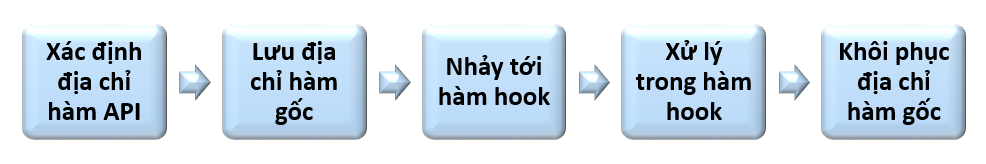 Xác định
địa chỉ
hàm API
Lưu địa
chỉ hàm
gốc
Nhảy tới
hàm hook
Xử lý
trong hàm
hook
Khôi phục
địa chỉ
hàm gốc